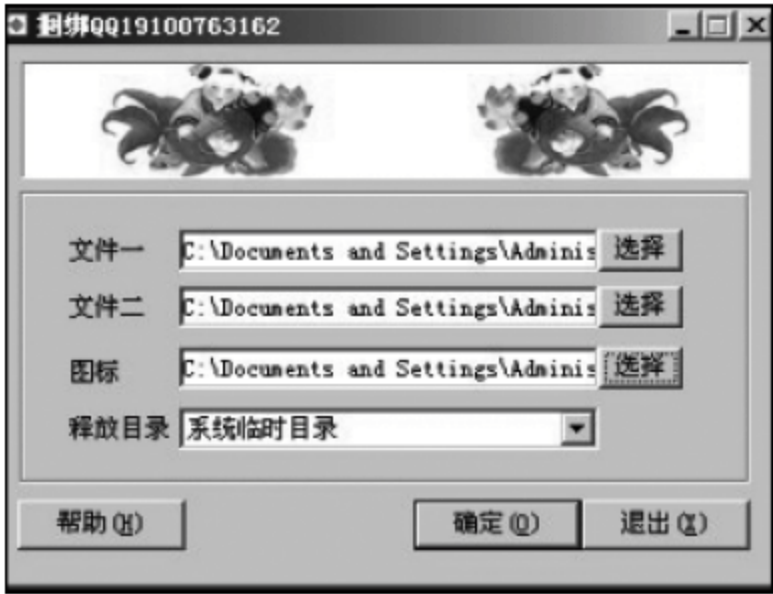 捆绑QQ19100763162
文件一 C:\Documents and Settings\Adminis 选择
文件二 C:\Documents and Settings\Adminis 选择
图标 C:\Documents and Settings\Adminis 选择
释放目录 系统临时目录
帮助(H) 确定(O) 退出(X)